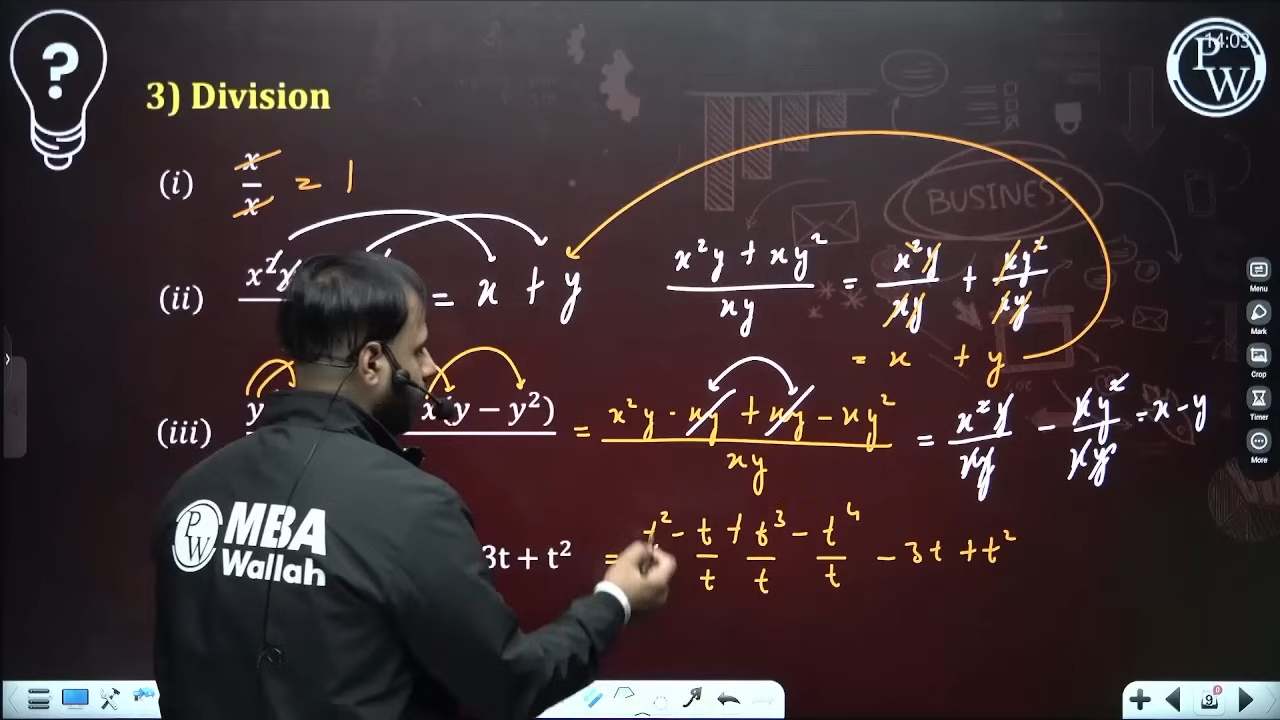 ?
14:03
PW
3) Division
(i) x/x = 1
BUSINESS
(ii) = x + y
(x²y + xy²)/(xy) = x²y/xy + xy²/xy
= x + y
(iii) x(y − y²) = (x²y - xy + xy − xy²)/(xy) = x²y/xy − xy²/xy = x − y
3t + t² = t² − t/t + t³/t − t⁴/t − 3t + t²
PW MBA Wallah
Menu
Mark
Crop
Timer
More
9